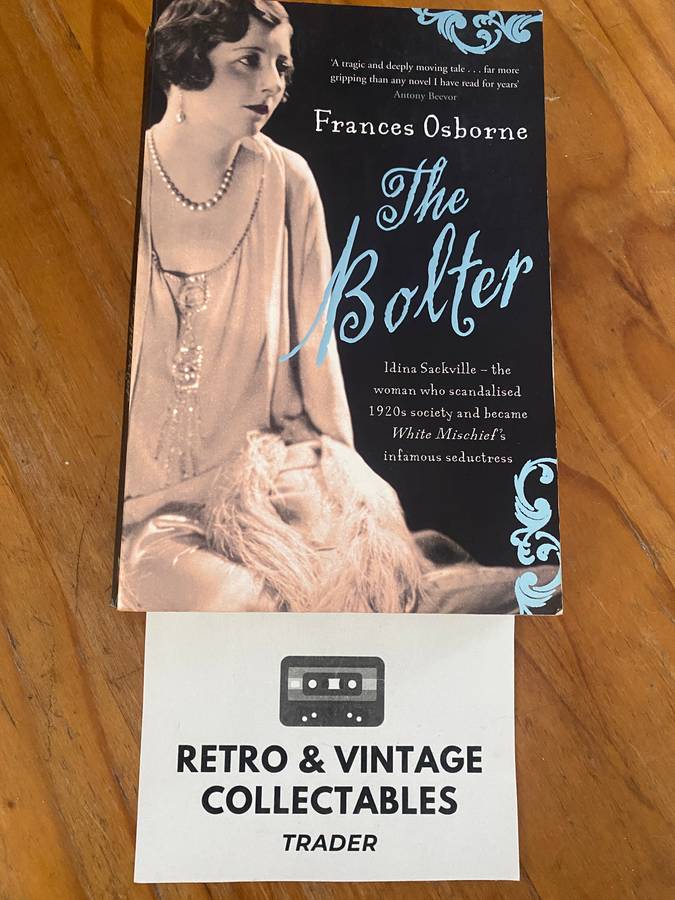 'A tragic and deeply moving tale . . . far more
gripping than any novel I have read for years'
Antony Beevor
Frances Osborne
The
Bolter
Idina Sackville – the
woman who scandalised
1920s society and became
White Mischief's
infamous seductress
RETRO & VINTAGE
COLLECTABLES
TRADER